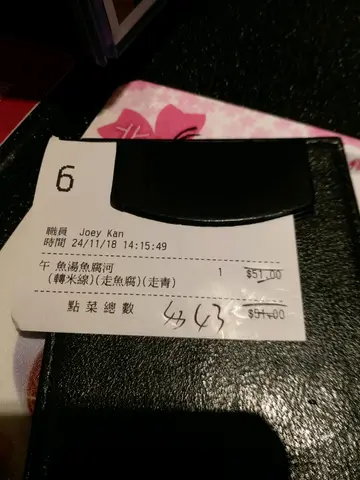 6
職員 Joey Kan
時間 24/11/18 14:15:49
午 魚湯魚腐河 1 $51.00
(轉米線)(走魚腐)(走青)
點菜總數 43 $51.00